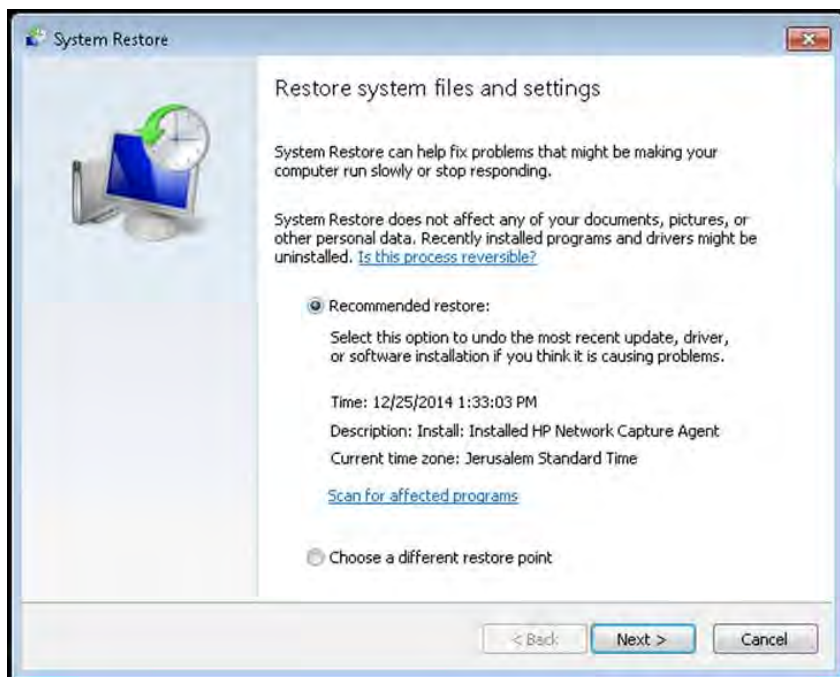 System Restore
Restore system files and settings
System Restore can help fix problems that might be making your
computer run slowly or stop responding.
System Restore does not affect any of your documents, pictures, or
other personal data. Recently installed programs and drivers might be
uninstalled. Is this process reversible?
Recommended restore:
Select this option to undo the most recent update, driver,
or software installation if you think it is causing problems.
Time: 12/25/2014 1:33:03 PM
Description: Install: Installed HP Network Capture Agent
Current time zone: Jerusalem Standard Time
Scan for affected programs
Choose a different restore point
< Back Next > Cancel